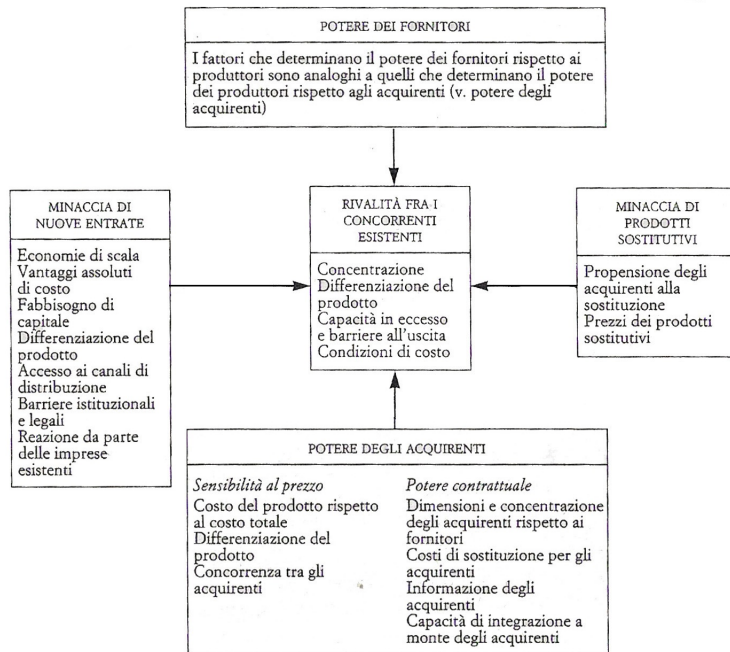 POTERE DEI FORNITORI
I fattori che determinano il potere dei fornitori rispetto ai
produttori sono analoghi a quelli che determinano il potere
dei produttori rispetto agli acquirenti (v. potere degli
acquirenti)
MINACCIA DI
NUOVE ENTRATE
Economie di scala
Vantaggi assoluti
di costo
Fabbisogno di
capitale
Differenziazione del
prodotto
Accesso ai canali di
distribuzione
Barriere istituzionali
e legali
Reazione da parte
delle imprese
esistenti
RIVALITÀ FRA I
CONCORRENTI
ESISTENTI
Concentrazione
Differenziazione del
prodotto
Capacità in eccesso
e barriere all'uscita
Condizioni di costo
MINACCIA DI
PRODOTTI
SOSTITUTIVI
Propensione degli
acquirenti alla
sostituzione
Prezzi dei prodotti
sostitutivi
POTERE DEGLI ACQUIRENTI
Sensibilità al prezzo
Costo del prodotto rispetto
al costo totale
Differenziazione del
prodotto
Concorrenza tra gli
acquirenti
Potere contrattuale
Dimensioni e concentrazione
degli acquirenti rispetto ai
fornitori
Costi di sostituzione per gli
acquirenti
Informazione degli
acquirenti
Capacità di integrazione a
monte degli acquirenti